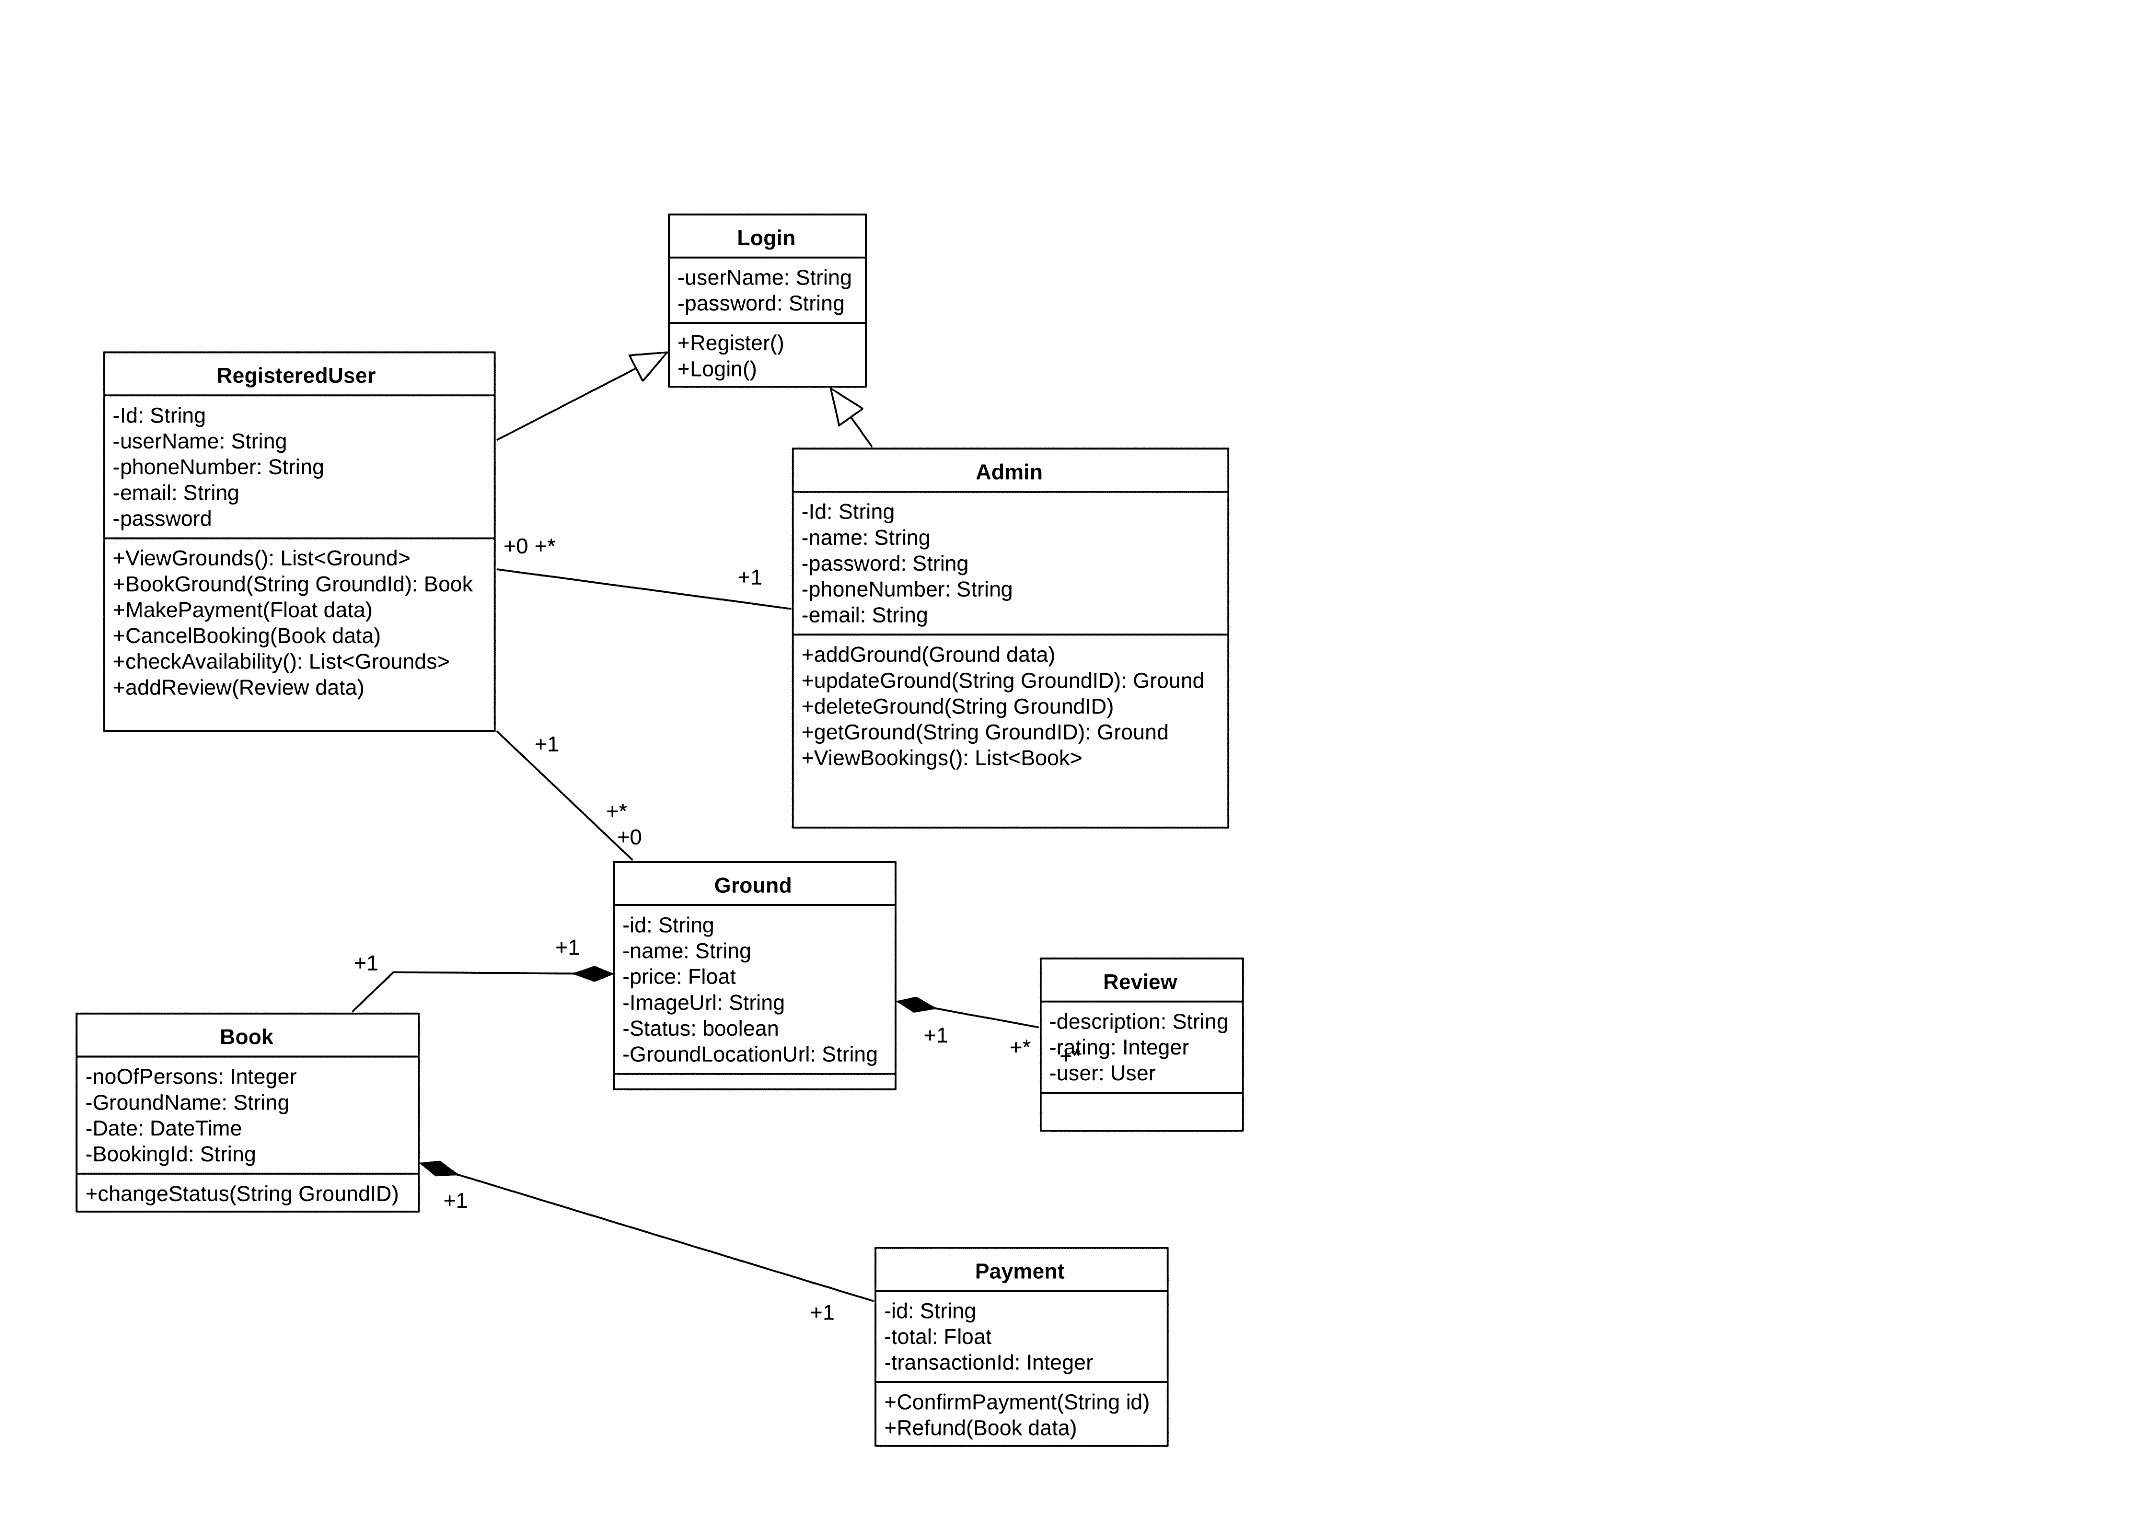 Login
-userName: String
-password: String
+Register()
+Login()
RegisteredUser
-Id: String
-userName: String
-phoneNumber: String
-email: String
-password
+ViewGrounds(): List<Ground>
+BookGround(String GroundId): Book
+MakePayment(Float data)
+CancelBooking(Book data)
+checkAvailability(): List<Grounds>
+addReview(Review data)
+0 +*
+1
Admin
-Id: String
-name: String
-password: String
-phoneNumber: String
-email: String
+addGround(Ground data)
+updateGround(String GroundID): Ground
+deleteGround(String GroundID)
+getGround(String GroundID): Ground
+ViewBookings(): List<Book>
+1
+*
+0
Ground
-id: String
-name: String
-price: Float
-ImageUrl: String
-Status: boolean
-GroundLocationUrl: String
+1
+1
+1
+*
Review
-description: String
-rating: Integer
+*
-user: User
Book
-noOfPersons: Integer
-GroundName: String
-Date: DateTime
-BookingId: String
+changeStatus(String GroundID)
+1
+1
Payment
-id: String
-total: Float
-transactionId: Integer
+ConfirmPayment(String id)
+Refund(Book data)